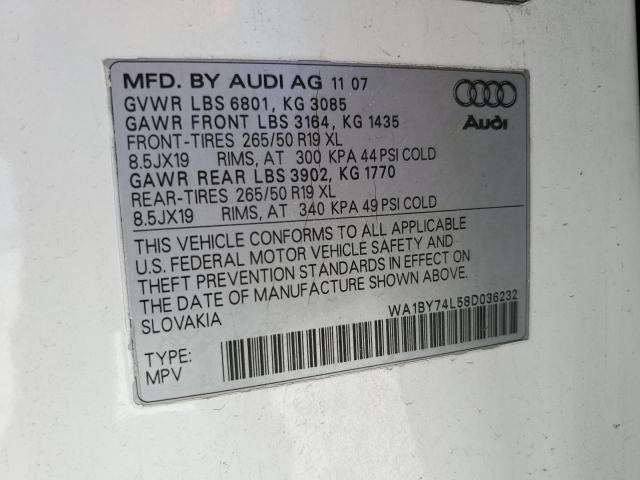 MFD. BY AUDI AG 11 07
GVWR LBS 6801, KG 3085
GAWR FRONT LBS 3164, KG 1435
FRONT-TIRES 265/50 R19 XL
8.5JX19 RIMS, AT 300 KPA 44 PSI COLD
GAWR REAR LBS 3902, KG 1770
REAR-TIRES 265/50 R19 XL
8.5JX19 RIMS, AT 340 KPA 49 PSI COLD
Audi
THIS VEHICLE CONFORMS TO ALL APPLICABLE
U.S. FEDERAL MOTOR VEHICLE SAFETY AND
THEFT PREVENTION STANDARDS IN EFFECT ON
THE DATE OF MANUFACTURE SHOWN ABOVE.
SLOVAKIA
WA1BY74L58D036232
TYPE:
MPV